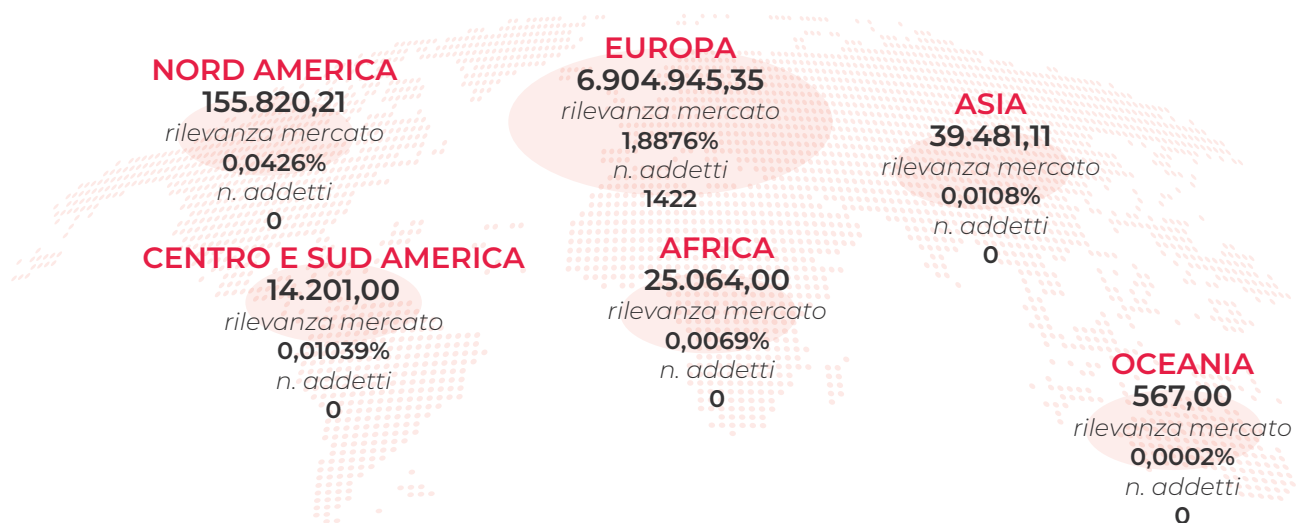 NORD AMERICA
155.820,21
rilevanza mercato
0,0426%
n. addetti
0
EUROPA
6.904.945,35
rilevanza mercato
1,8876%
n. addetti
1422
ASIA
39.481,11
rilevanza mercato
0,0108%
n. addetti
0
CENTRO E SUD AMERICA
14.201,00
rilevanza mercato
0,01039%
n. addetti
0
AFRICA
25.064,00
rilevanza mercato
0,0069%
n. addetti
0
OCEANIA
567,00
rilevanza mercato
0,0002%
n. addetti
0